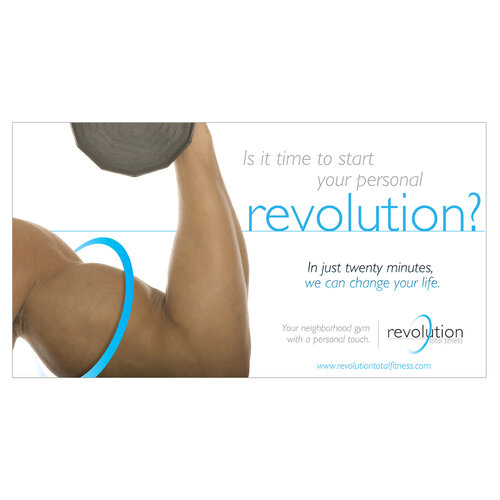 Is it time to start
your personal
revolution?
In just twenty minutes,
we can change your life.
Your neighborhood gym
with a personal touch.
revolution
total fitness
www.revolutiontotalfitness.com